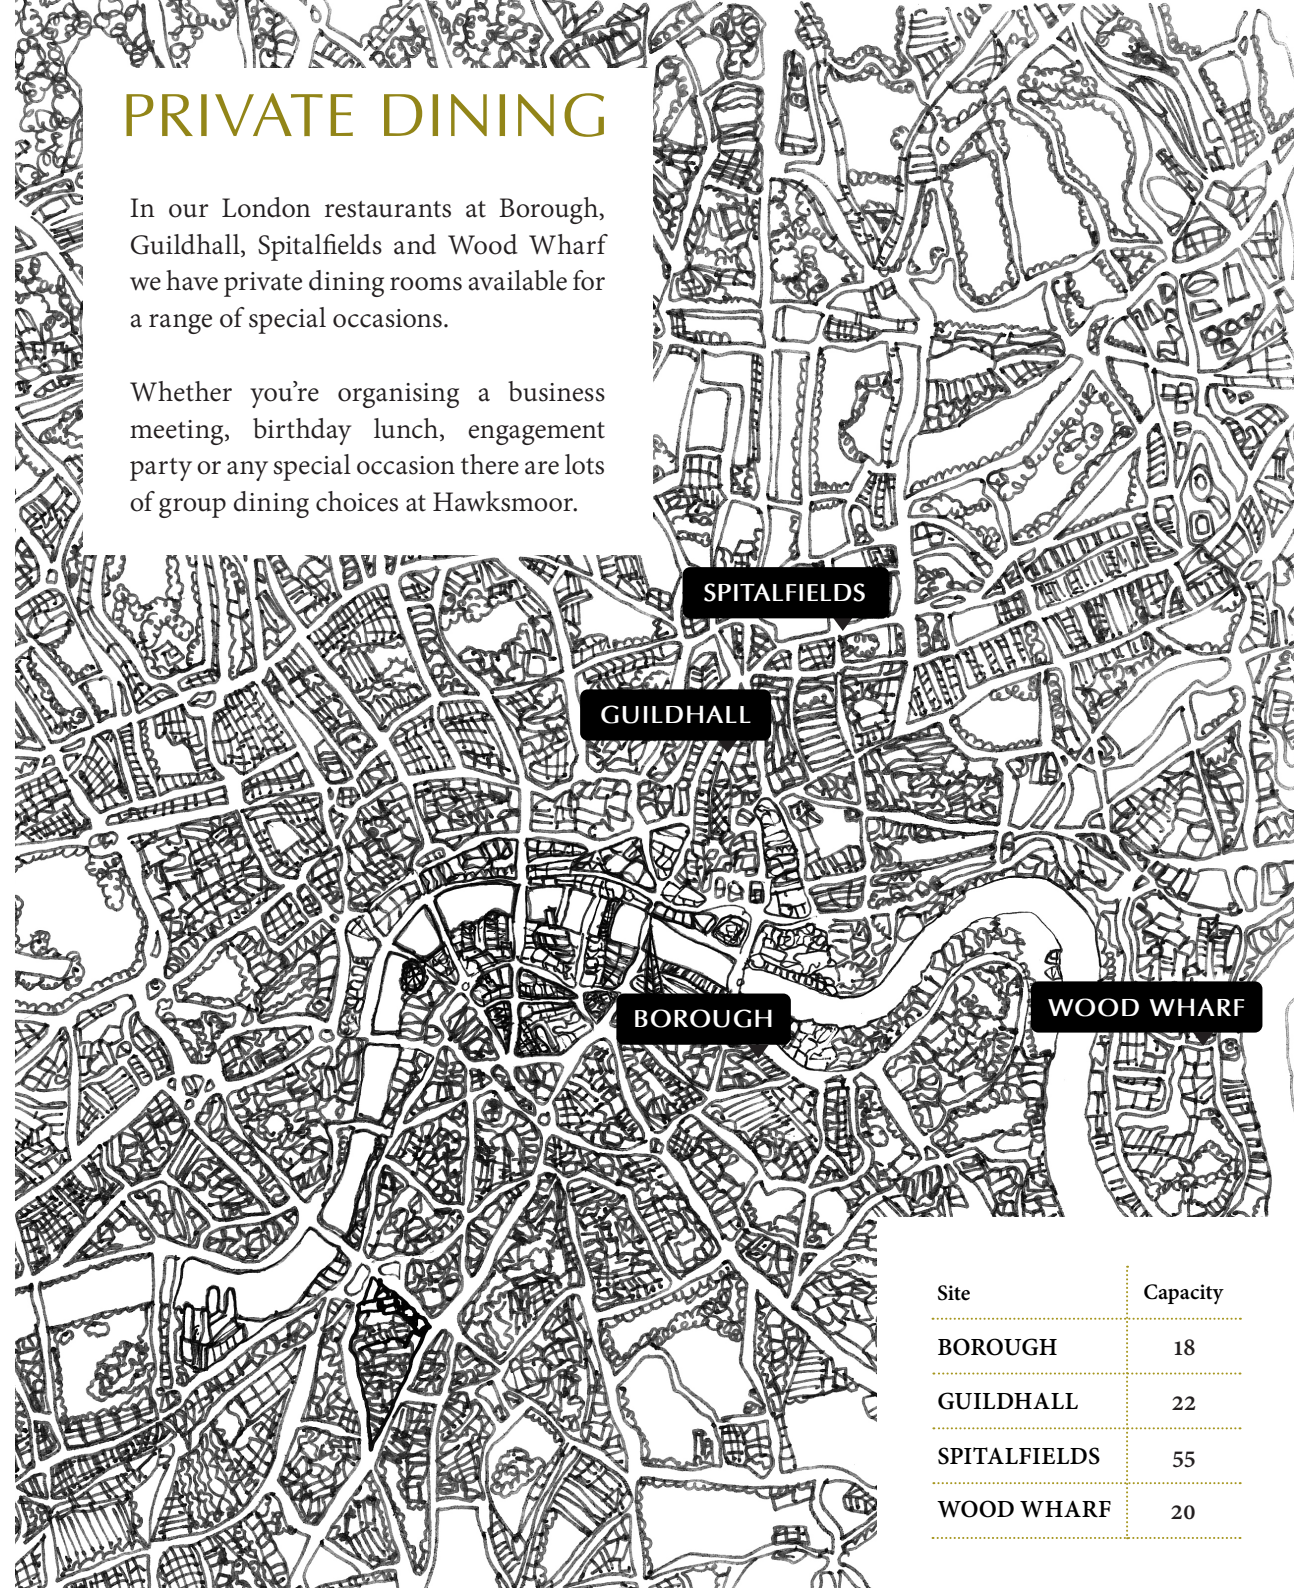 PRIVATE DINING
In our London restaurants at Borough,
Guildhall, Spitalfields and Wood Wharf
we have private dining rooms available for
a range of special occasions.
Whether you’re organising a business
meeting, birthday lunch, engagement
party or any special occasion there are lots
of group dining choices at Hawksmoor.
SPITALFIELDS
GUILDHALL
BOROUGH
WOOD WHARF
Site Capacity
BOROUGH 18
GUILDHALL 22
SPITALFIELDS 55
WOOD WHARF 20